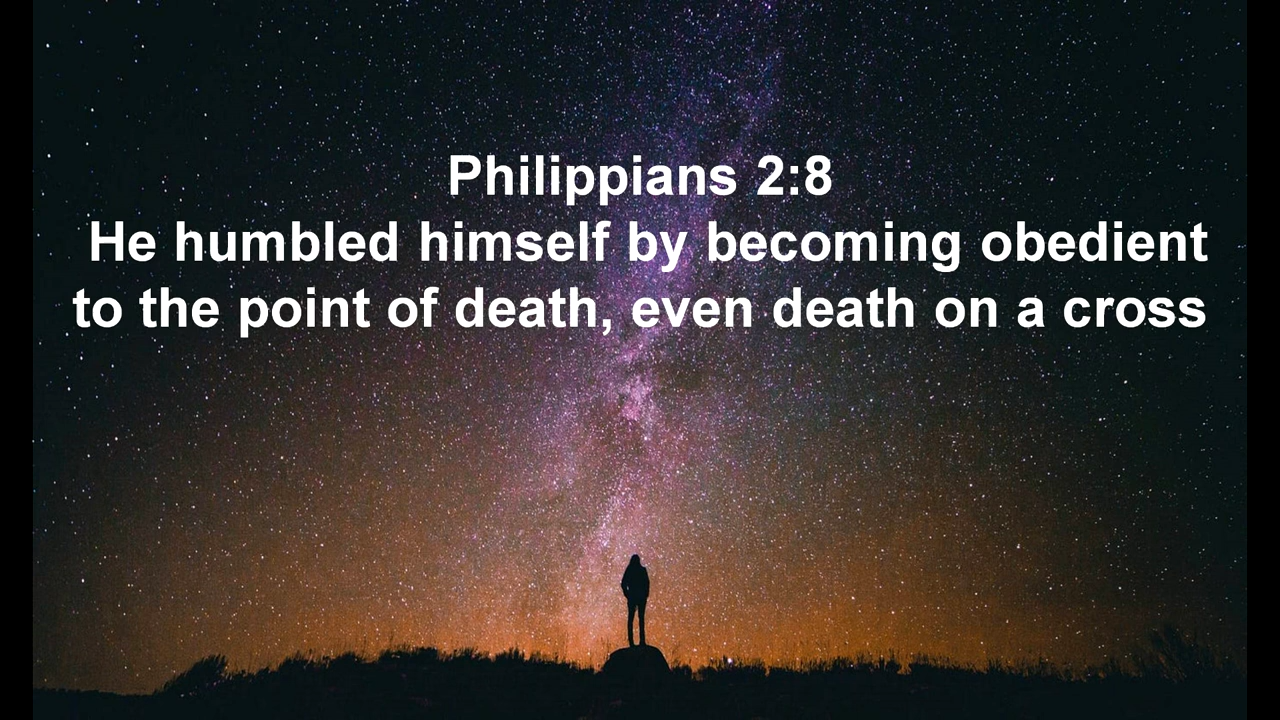 Philippians 2:8
He humbled himself by becoming obedient
to the point of death, even death on a cross